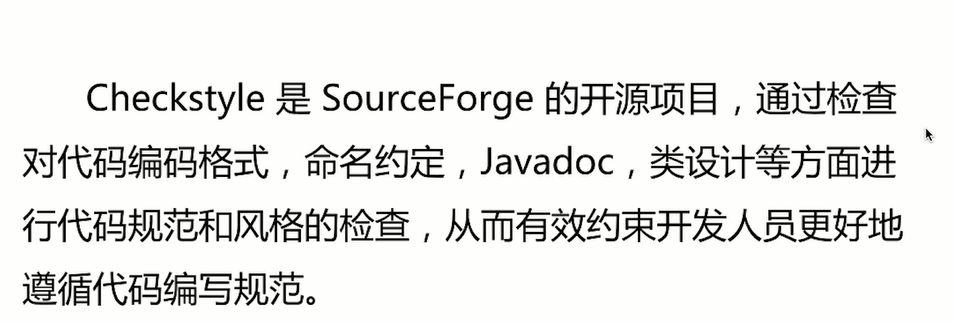 Checkstyle 是 SourceForge 的开源项目，通过检查
对代码编码格式，命名约定，Javadoc，类设计等方面进
行代码规范和风格的检查，从而有效约束开发人员更好地
遵循代码编写规范。